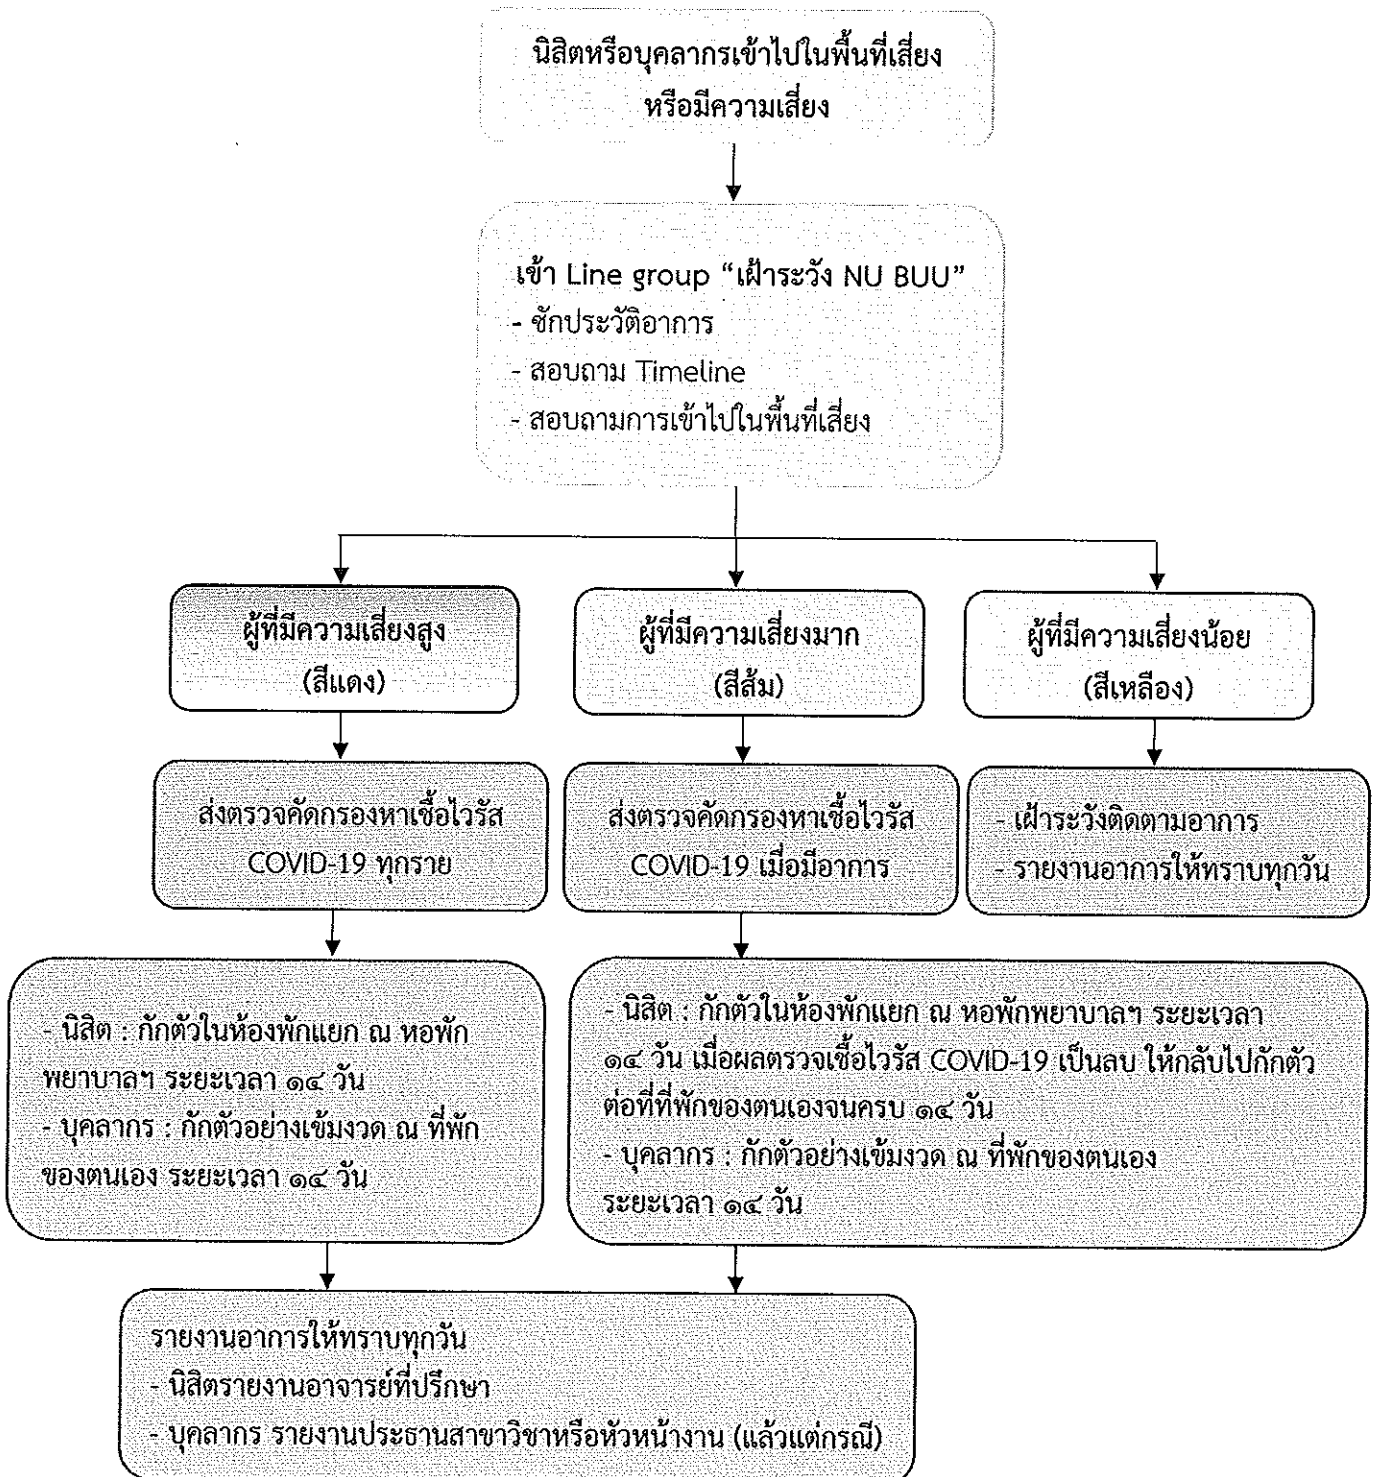 นิสิตหรือบุคลากรเข้าไปในพื้นที่เสี่ยง
หรือมีความเสี่ยง
เข้า Line group “เฝ้าระวัง NU BUU”
- ซักประวัติอาการ
- สอบถาม Timeline
- สอบถามการเข้าไปในพื้นที่เสี่ยง
ผู้ที่มีความเสี่ยงสูง
(สีแดง)
ผู้ที่มีความเสี่ยงมาก
(สีส้ม)
ผู้ที่มีความเสี่ยงน้อย
(สีเหลือง)
ส่งตรวจคัดกรองหาเชื้อไวรัส
COVID-19 ทุกราย
ส่งตรวจคัดกรองหาเชื้อไวรัส
COVID-19 เมื่อมีอาการ
- เฝ้าระวังติดตามอาการ
- รายงานอาการให้ทราบทุกวัน
- นิสิต : กักตัวในห้องพักแยก ณ หอพัก
พยาบาลฯ ระยะเวลา ๑๔ วัน
- บุคลากร : กักตัวอย่างเข้มงวด ณ ที่พัก
ของตนเอง ระยะเวลา ๑๔ วัน
- นิสิต : กักตัวในห้องพักแยก ณ หอพักพยาบาลฯ ระยะเวลา
๑๔ วัน เมื่อผลตรวจเชื้อไวรัส COVID-19 เป็นลบ ให้กลับไปกักตัว
ต่อที่ที่พักของตนเองจนครบ ๑๔ วัน
- บุคลากร : กักตัวอย่างเข้มงวด ณ ที่พักของตนเอง
ระยะเวลา ๑๔ วัน
รายงานอาการให้ทราบทุกวัน
- นิสิตรายงานอาจารย์ที่ปรึกษา
- บุคลากร รายงานประธานสาขาวิชาหรือหัวหน้างาน (แล้วแต่กรณี)